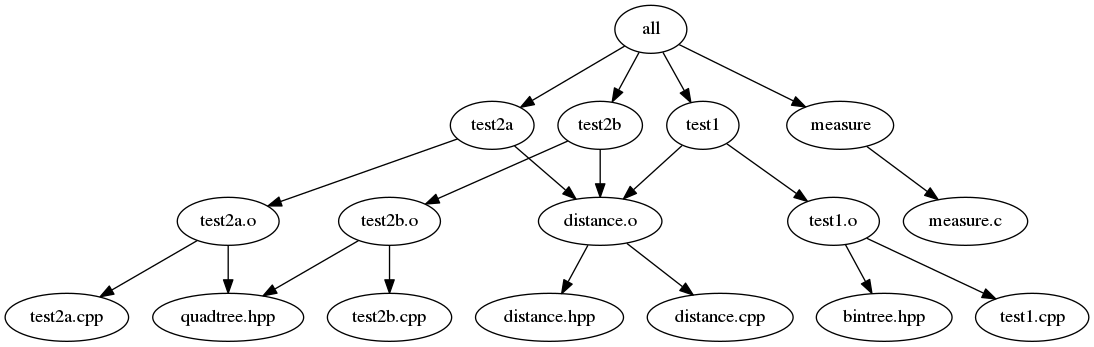 all
test2a test2b test1 measure
test2a.o test2b.o distance.o test1.o measure.c
test2a.cpp quadtree.hpp test2b.cpp distance.hpp distance.cpp bintree.hpp test1.cpp